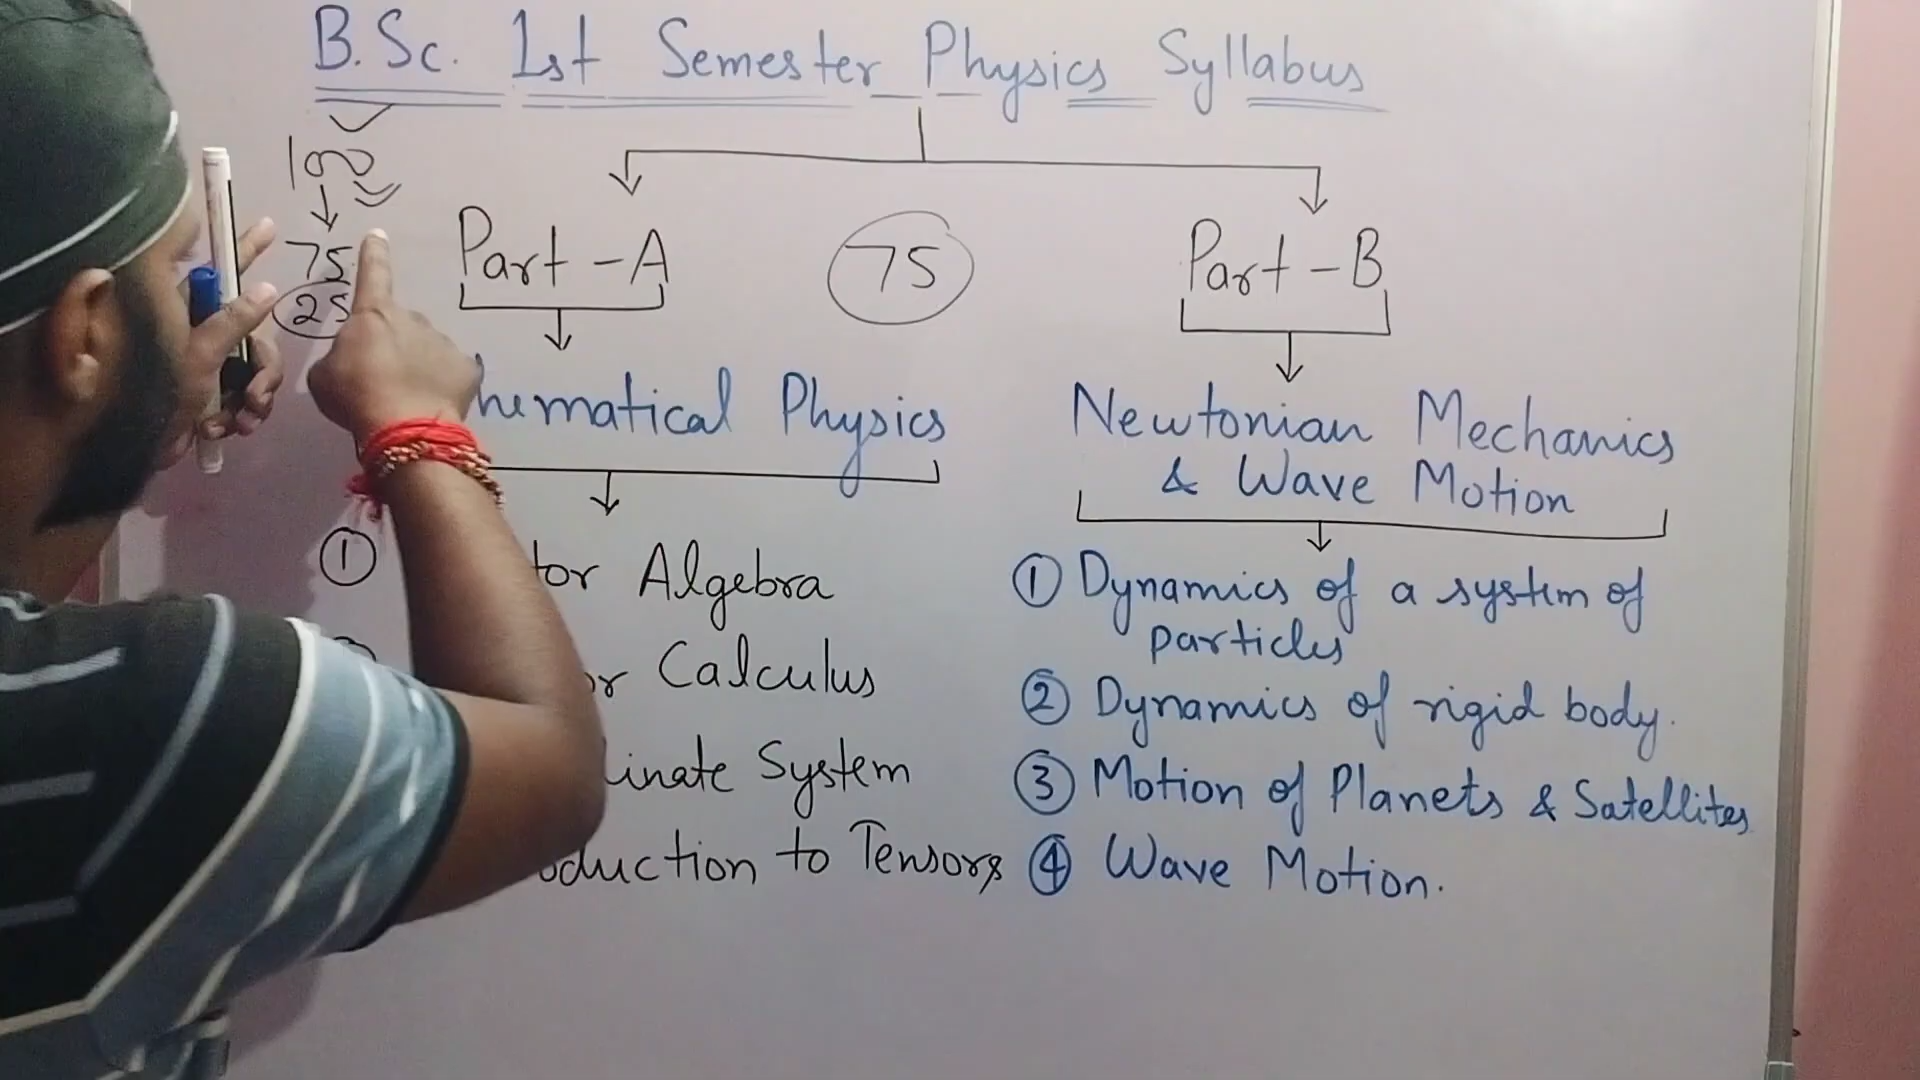 B.Sc. 1st Semester Physics Syllabus
100
75
25
Part - A
75
Part - B
hematical Physics
Newtonian Mechanics
& Wave Motion
① tor Algebra
or Calculus
inate System
oduction to Tensors
① Dynamics of a system of
particles
② Dynamics of rigid body.
③ Motion of Planets & Satellites
④ Wave Motion.